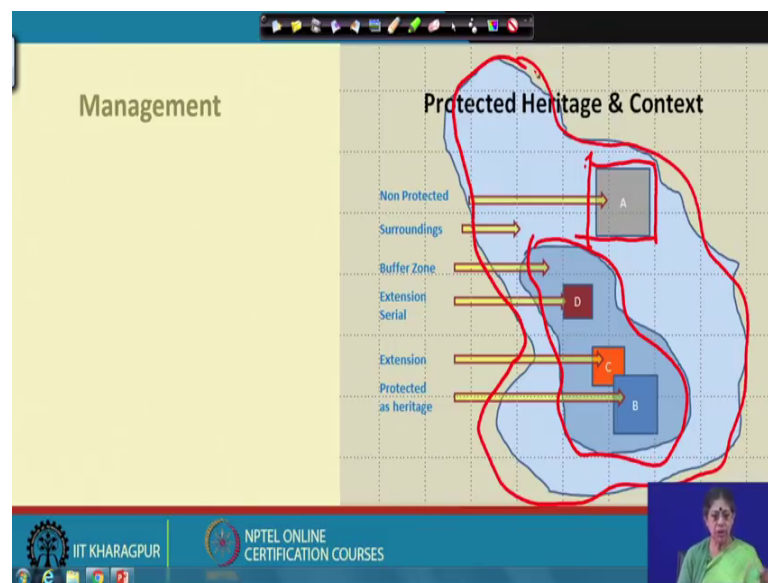 Management
Protected Heritage & Context
Non Protected
Surroundings
Buffer Zone
Extension
Serial
Extension
Protected
as heritage
A
D
C
B
IIT KHARAGPUR
NPTEL ONLINE
CERTIFICATION COURSES